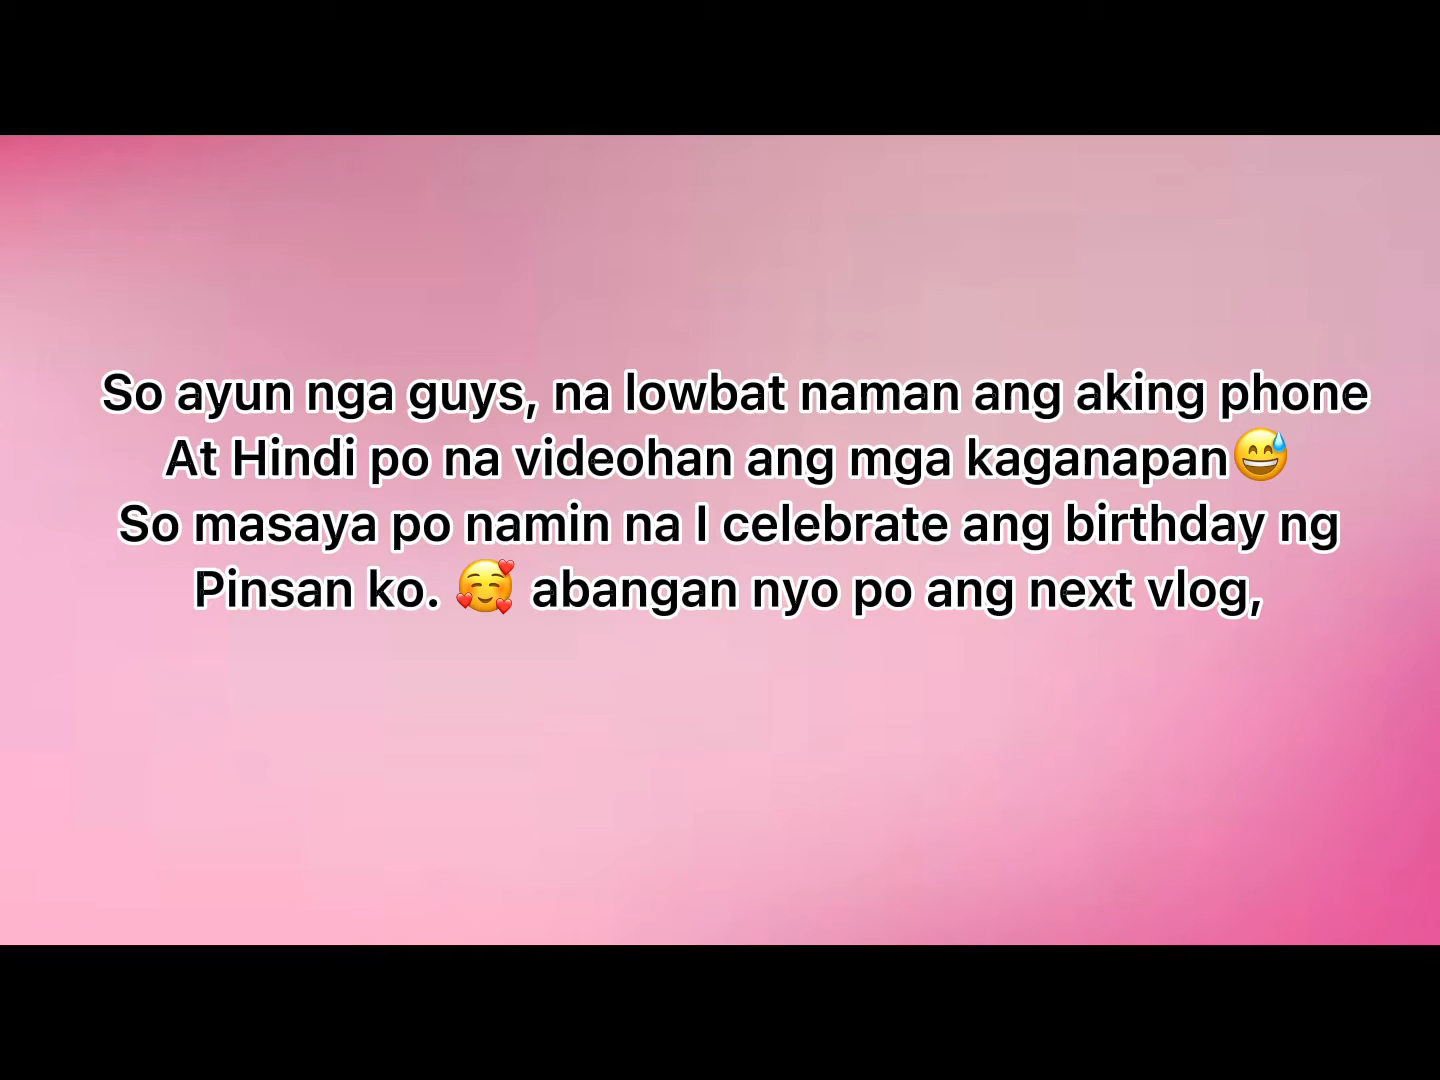 So ayun nga guys, na lowbat naman ang aking phone
At Hindi po na videohan ang mga kaganapan😅
So masaya po namin na I celebrate ang birthday ng
Pinsan ko. 🥰 abangan nyo po ang next vlog,